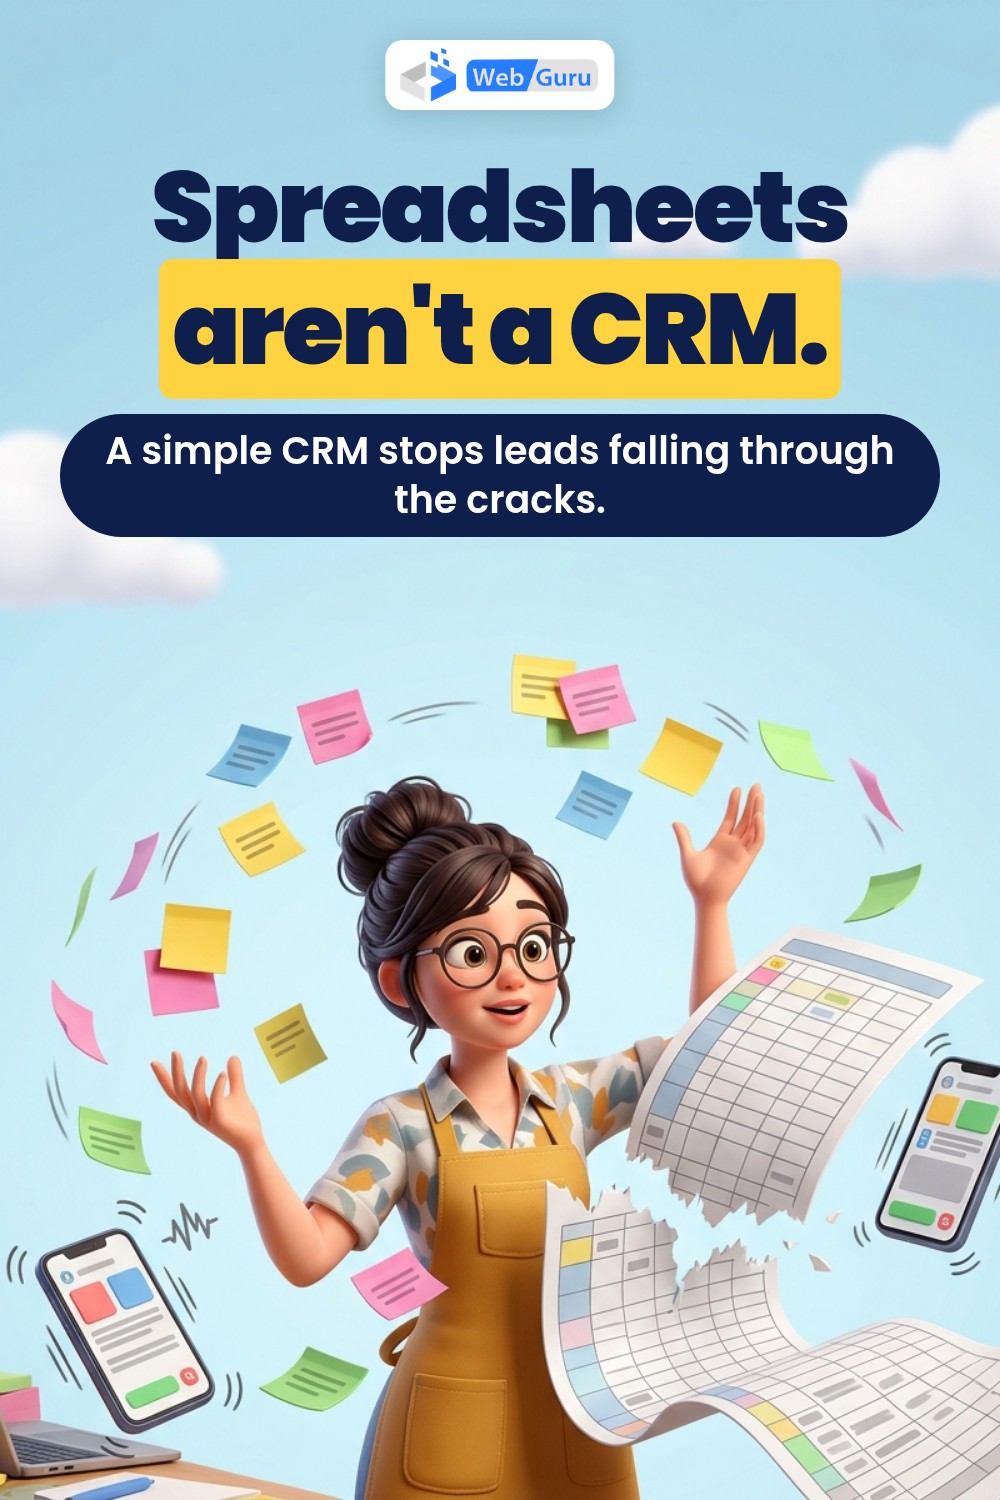 Web Guru
Spreadsheets
aren't a CRM.
A simple CRM stops leads falling through
the cracks.